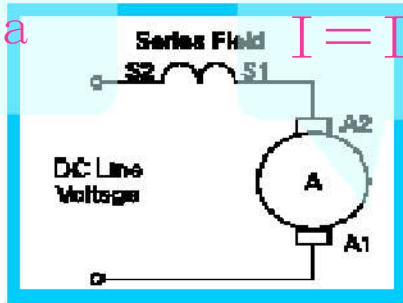 a
I = I
Series Field
S2 S1
A2
DC Line
Voltage
A
A1